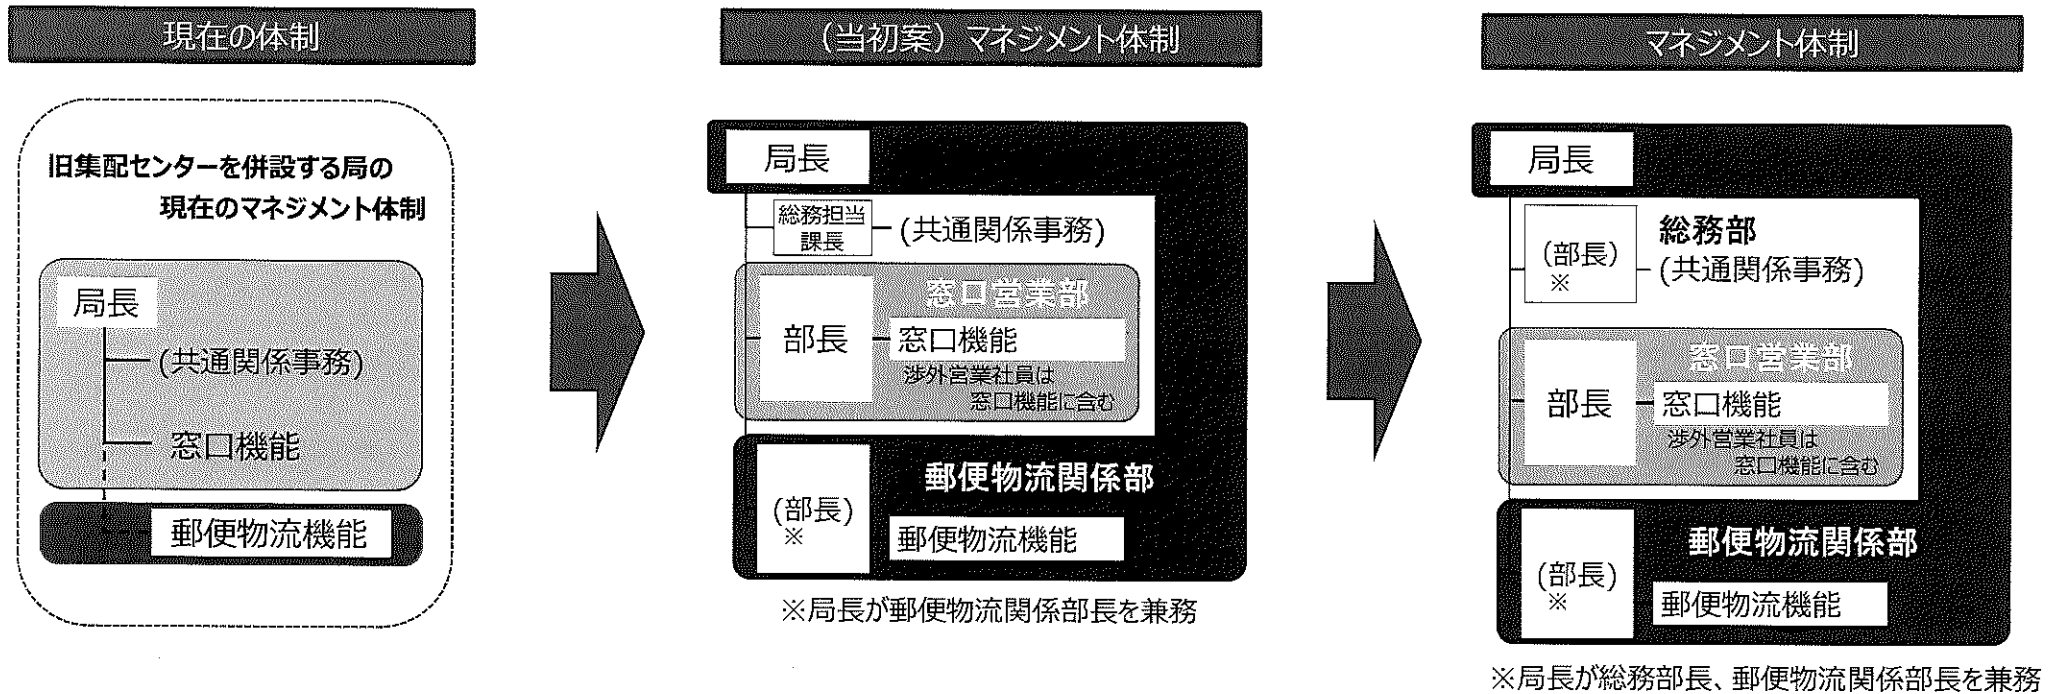 現在の体制
旧集配センターを併設する局の
現在のマネジメント体制
局長
(共通関係事務)
窓口機能
郵便物流機能
（当初案）マネジメント体制
局長
総務担当
課長
(共通関係事務)
窓口営業部
部長
窓口機能
渉外営業社員は
窓口機能に含む
郵便物流関係部
(部長)
※
郵便物流機能
※局長が郵便物流関係部長を兼務
マネジメント体制
局長
総務部
(部長)
※
(共通関係事務)
窓口営業部
部長
窓口機能
渉外営業社員は
窓口機能に含む
郵便物流関係部
(部長)
※
郵便物流機能
※局長が総務部長、郵便物流関係部長を兼務